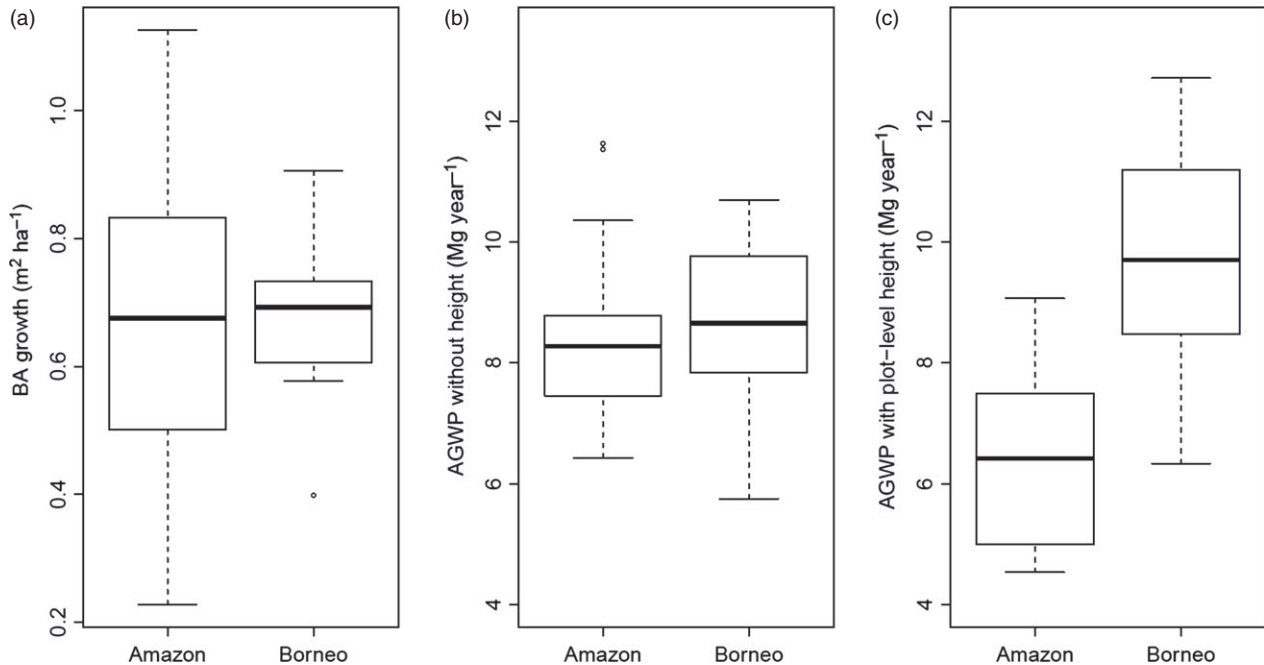 (a)
BA growth (m² ha⁻¹)
1.0
0.8
0.6
0.4
0.2
Amazon
Borneo
(b)
AGWP without height (Mg year⁻¹)
12
10
8
6
4
Amazon
Borneo
(c)
AGWP with plot−level height (Mg year⁻¹)
12
10
8
6
4
Amazon
Borneo